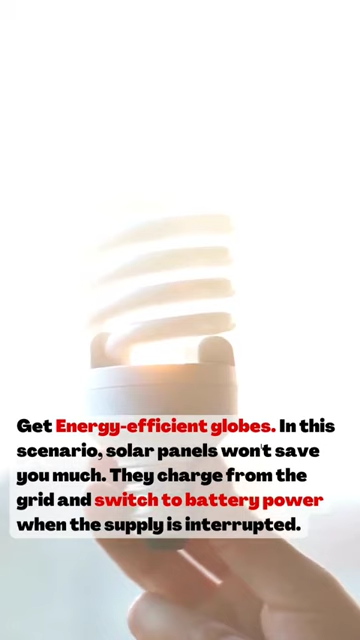 Get Energy-efficient globes. In this
scenario, solar panels won't save
you much. They charge from the
grid and switch to battery power
when the supply is interrupted.